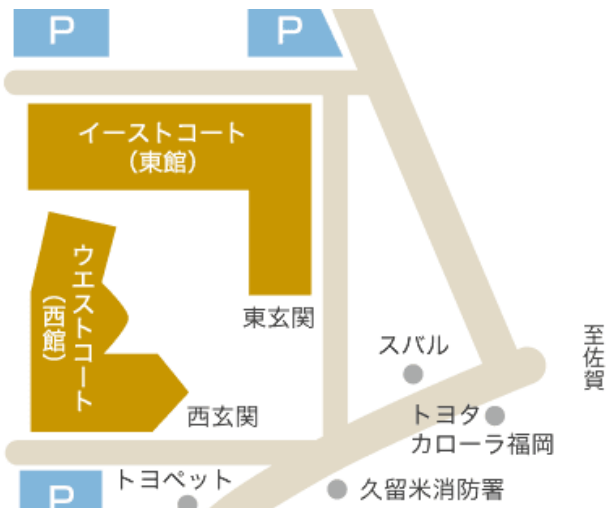 P
P
イーストコート
(東館)
ウエストコート
(西館)
東玄関
スバル
至佐賀
西玄関
トヨタ
カローラ福岡
トヨペット
久留米消防署
P